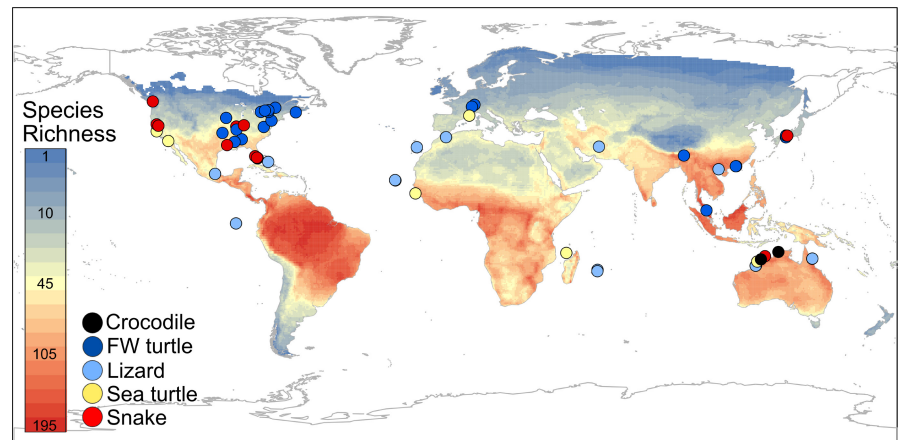 Species
Richness
1
10
45
105
195
Crocodile
FW turtle
Lizard
Sea turtle
Snake